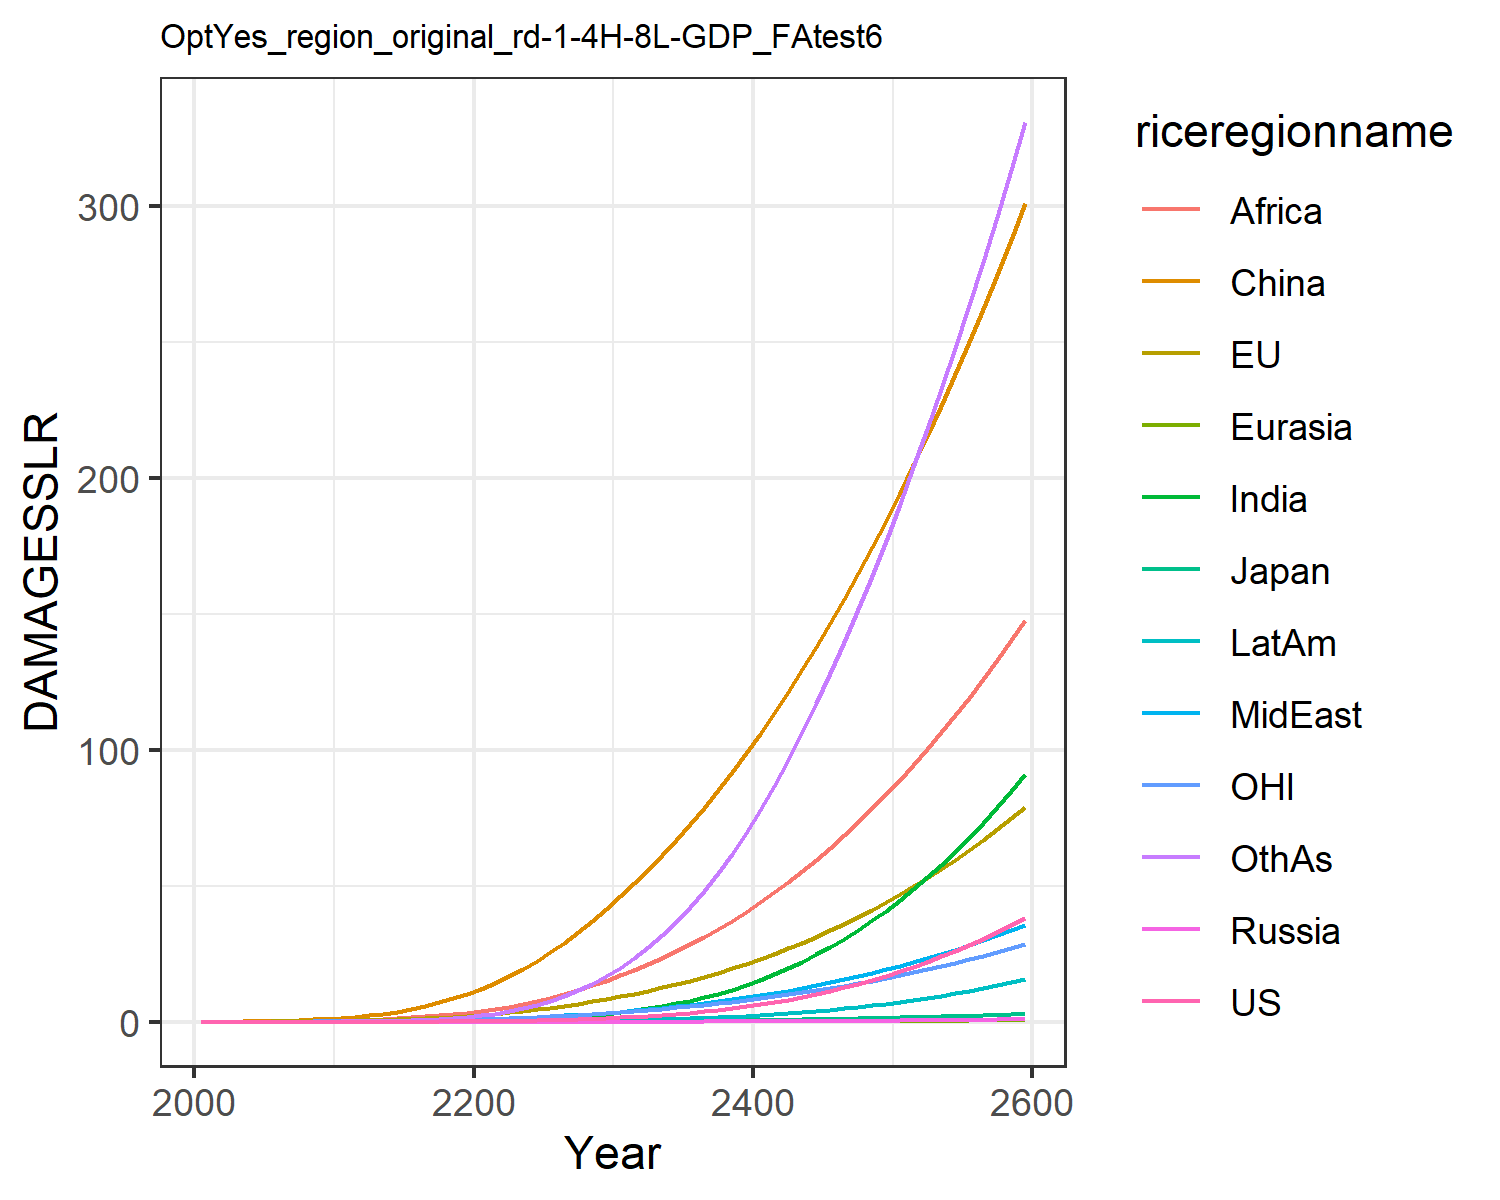 OptYes_region_original_rd-1-4H-8L-GDP_FAtest6
DAMAGESSLR
300
200
100
0
2000
2200
2400
2600
Year
riceregionname
Africa
China
EU
Eurasia
India
Japan
LatAm
MidEast
OHI
OthAs
Russia
US